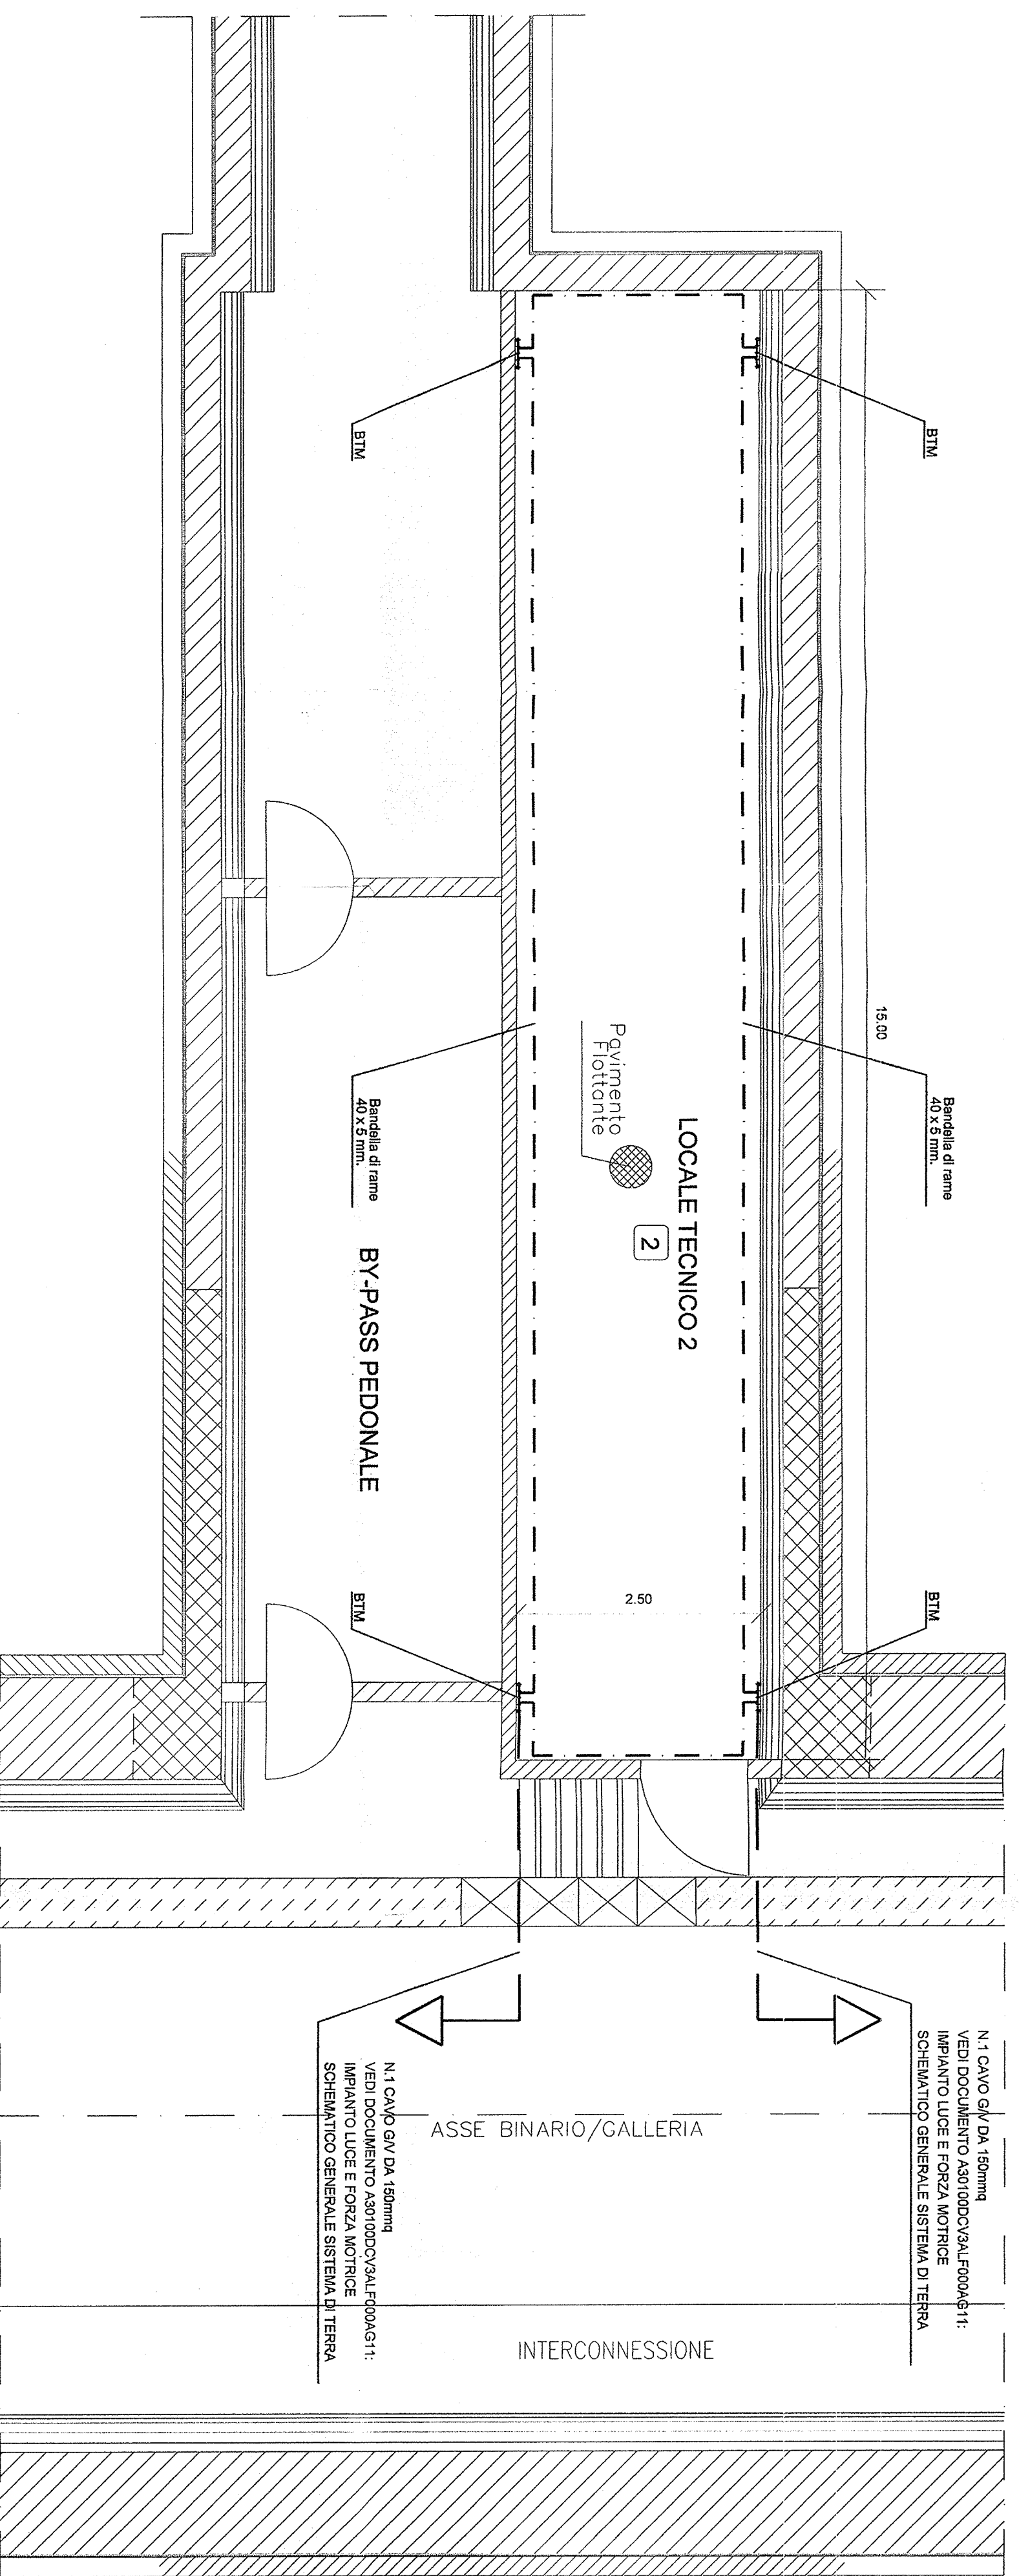 BTM
BTM
15.00
Bandella di rame
40 x 5 mm.
Bandella di rame
40 x 5 mm.
Pavimento
Flottante
LOCALE TECNICO 2
2
BY-PASS PEDONALE
BTM
BTM
2.50
N.1 CAVO G/V DA 150mmq
VEDI DOCUMENTO A30100DCV3ALF000AG11:
IMPIANTO LUCE E FORZA MOTRICE
SCHEMATICO GENERALE SISTEMA DI TERRA
N.1 CAVO G/V DA 150mmq
VEDI DOCUMENTO A30100DCV3ALF000AG11:
IMPIANTO LUCE E FORZA MOTRICE
SCHEMATICO GENERALE SISTEMA DI TERRA
ASSE BINARIO/GALLERIA
INTERCONNESSIONE